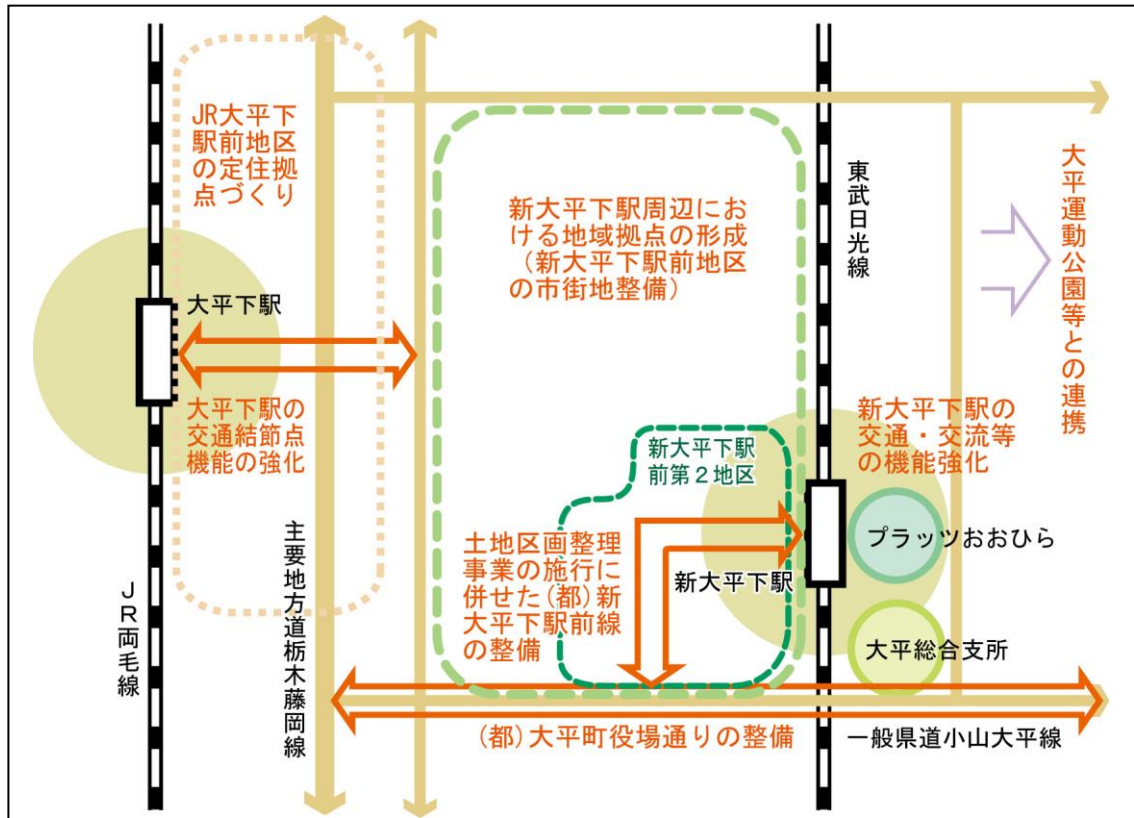 JR大平下
駅前地区
の定住拠
点づくり
大平下駅
大平下駅の
交通結節点
機能の強化
JR両毛線
主要地方道栃木藤岡線
新大平下駅周辺にお
ける地域拠点の形成
（新大平下駅前地区
の市街地整備）
東武日光線
大平運動公園等との連携
新大平下駅の
交通・交流等
の機能強化
新大平下駅
前第２地区
プラッツおおひら
土地区画整理
事業の施行に
併せた(都)新
大平下駅前線
の整備
新大平下駅
大平総合支所
(都)大平町役場通りの整備
一般県道小山大平線